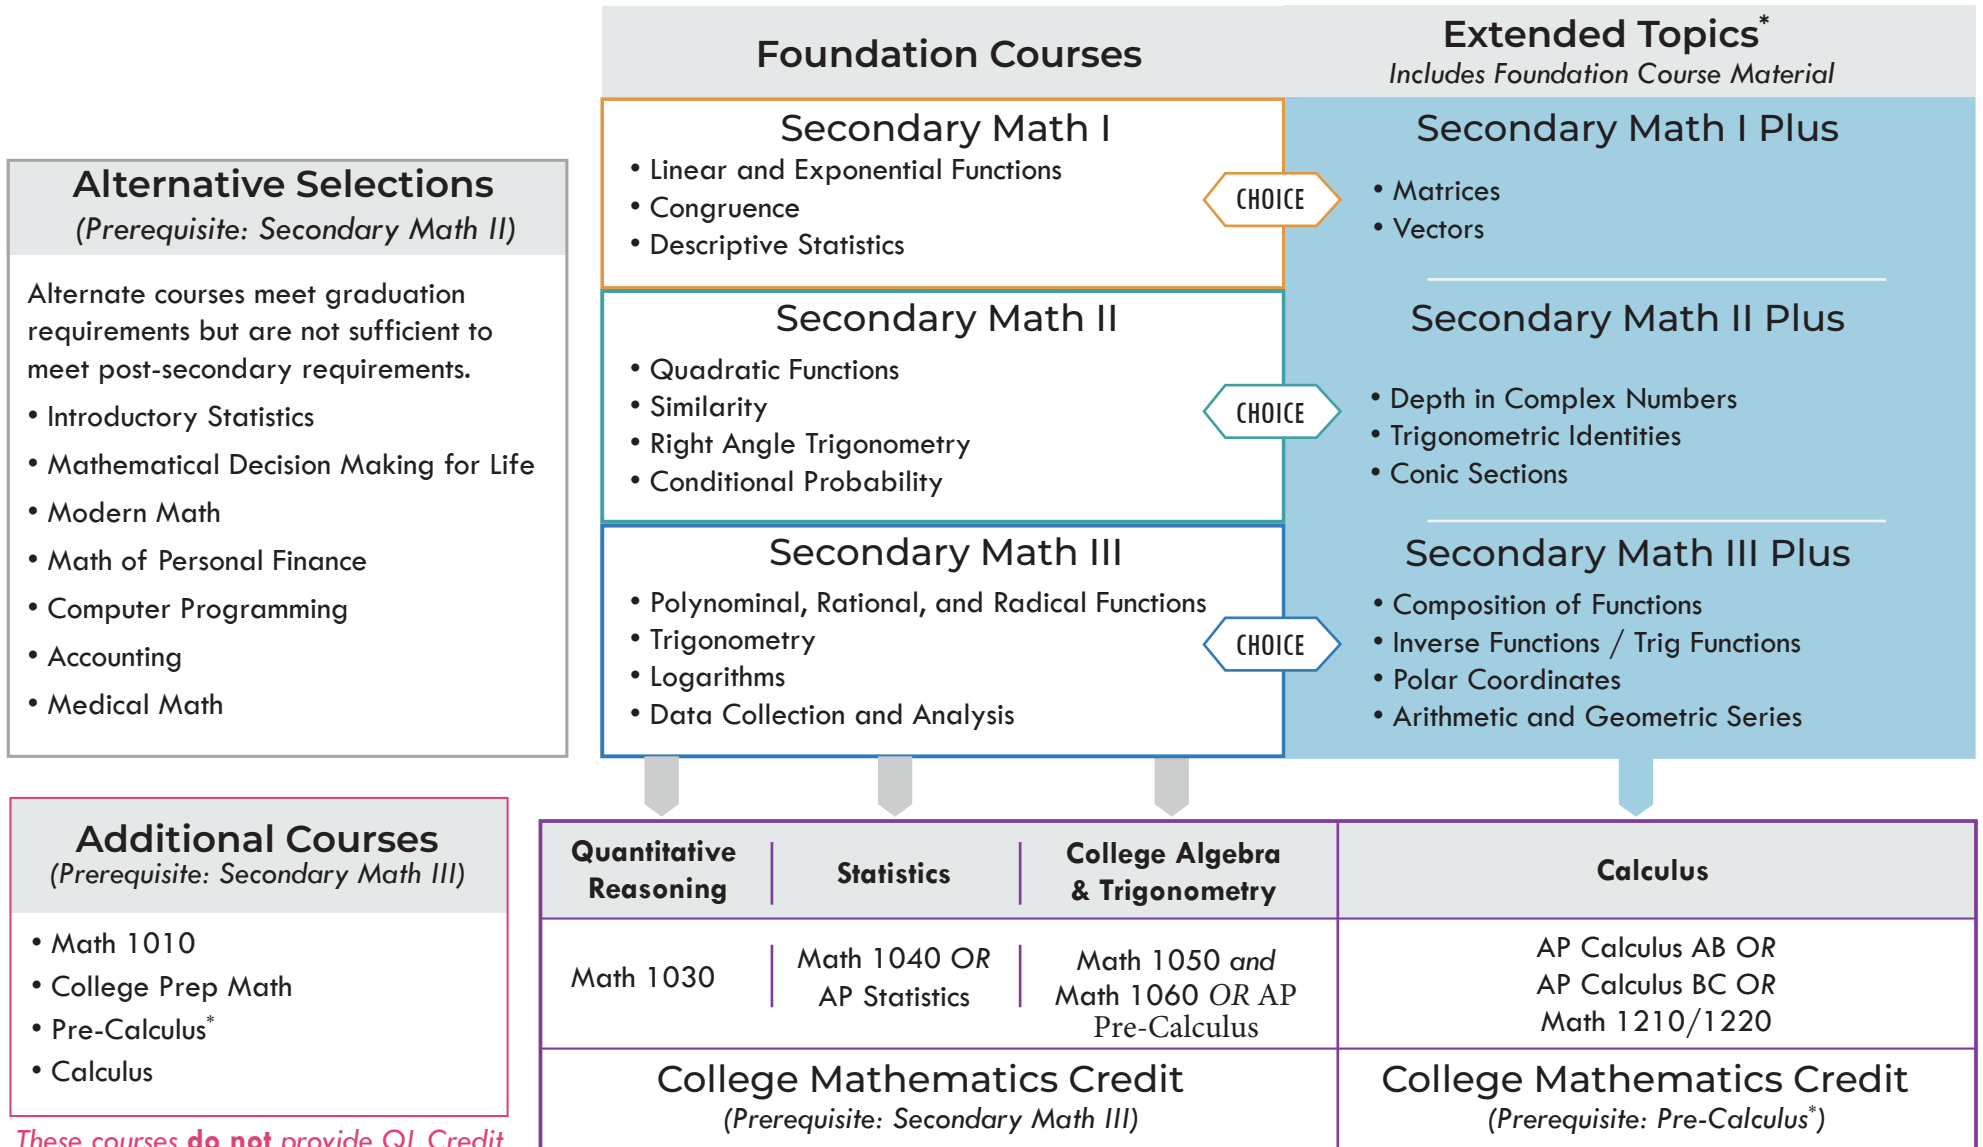 Foundation Courses
Extended Topics*
Includes Foundation Course Material
Alternative Selections
(Prerequisite: Secondary Math II)
Alternate courses meet graduation
requirements but are not sufficient to
meet post-secondary requirements.
• Introductory Statistics
• Mathematical Decision Making for Life
• Modern Math
• Math of Personal Finance
• Computer Programming
• Accounting
• Medical Math
Secondary Math I
• Linear and Exponential Functions
• Congruence
• Descriptive Statistics
CHOICE
Secondary Math I Plus
• Matrices
• Vectors
Secondary Math II
• Quadratic Functions
• Similarity
• Right Angle Trigonometry
• Conditional Probability
CHOICE
Secondary Math II Plus
• Depth in Complex Numbers
• Trigonometric Identities
• Conic Sections
Secondary Math III
• Polynominal, Rational, and Radical Functions
• Trigonometry
• Logarithms
• Data Collection and Analysis
CHOICE
Secondary Math III Plus
• Composition of Functions
• Inverse Functions / Trig Functions
• Polar Coordinates
• Arithmetic and Geometric Series
Additional Courses
(Prerequisite: Secondary Math III)
• Math 1010
• College Prep Math
• Pre-Calculus*
• Calculus
These courses do not provide QL Credit
Quantitative
Reasoning
Statistics
College Algebra
& Trigonometry
Calculus
Math 1030
Math 1040 OR
AP Statistics
Math 1050 and
Math 1060 OR AP
Pre-Calculus
AP Calculus AB OR
AP Calculus BC OR
Math 1210/1220
College Mathematics Credit
(Prerequisite: Secondary Math III)
College Mathematics Credit
(Prerequisite: Pre-Calculus*)